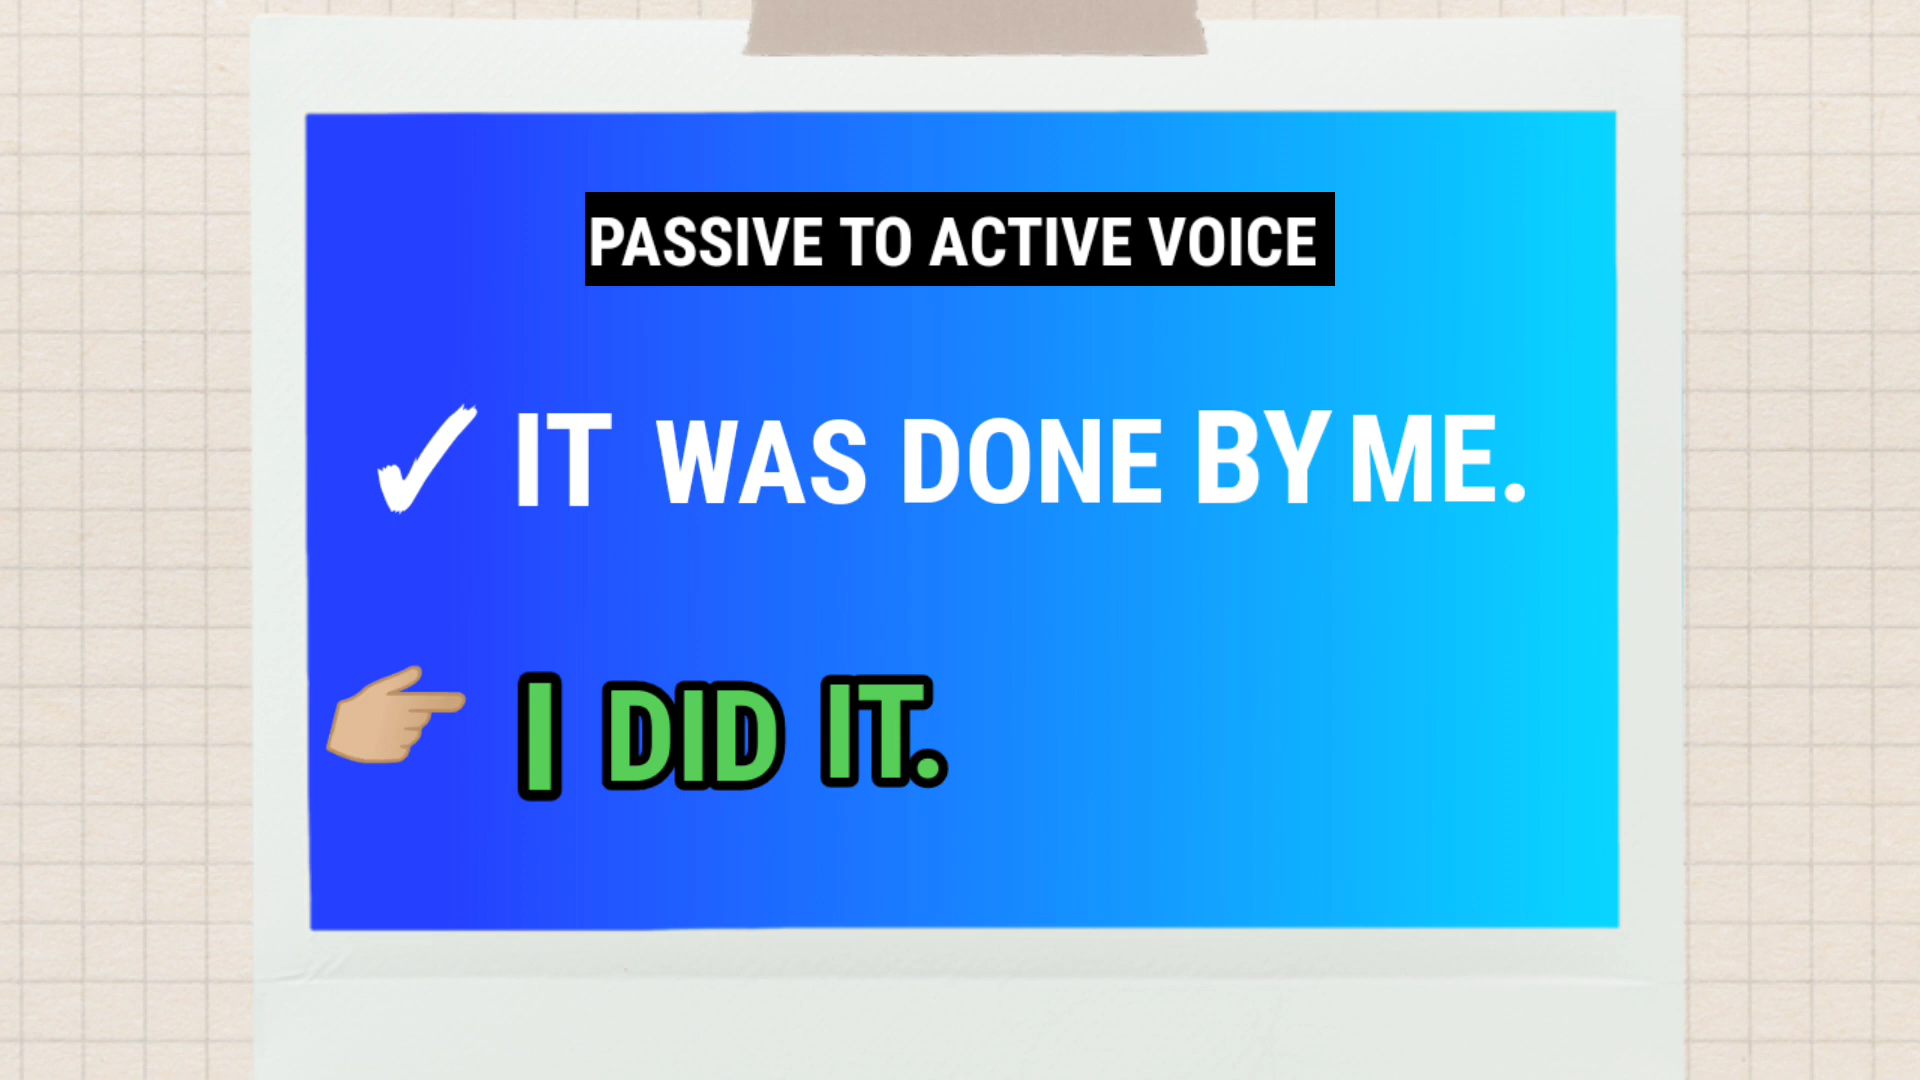 PASSIVE TO ACTIVE VOICE
IT WAS DONE BY ME.
I DID IT.